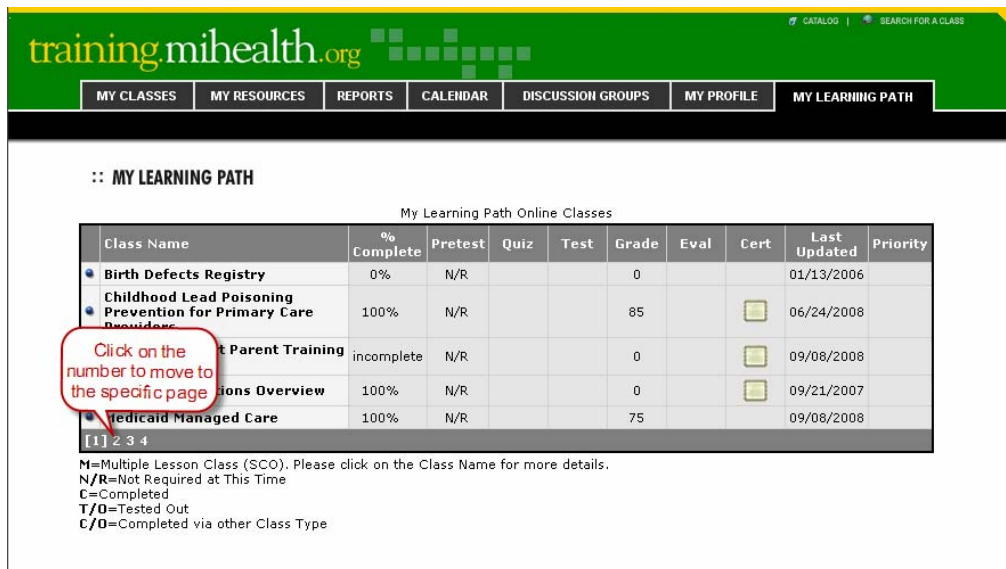 CATALOG | SEARCH FOR A CLASS
training.mihealth.org
MY CLASSES MY RESOURCES REPORTS CALENDAR DISCUSSION GROUPS MY PROFILE MY LEARNING PATH
:: MY LEARNING PATH
My Learning Path Online Classes
Class Name % Complete Pretest Quiz Test Grade Eval Cert Last Updated Priority
Birth Defects Registry 0% N/R 0 01/13/2006
Childhood Lead Poisoning
Prevention for Primary Care
Providers 100% N/R 85 06/24/2008
t Parent Training incomplete N/R 0 09/08/2008
ions Overview 100% N/R 0 09/21/2007
Medicaid Managed Care 100% N/R 75 09/08/2008
Click on the
number to move to
the specific page
[1] 2 3 4
M=Multiple Lesson Class (SCO). Please click on the Class Name for more details.
N/R=Not Required at This Time
C=Completed
T/O=Tested Out
C/O=Completed via other Class Type